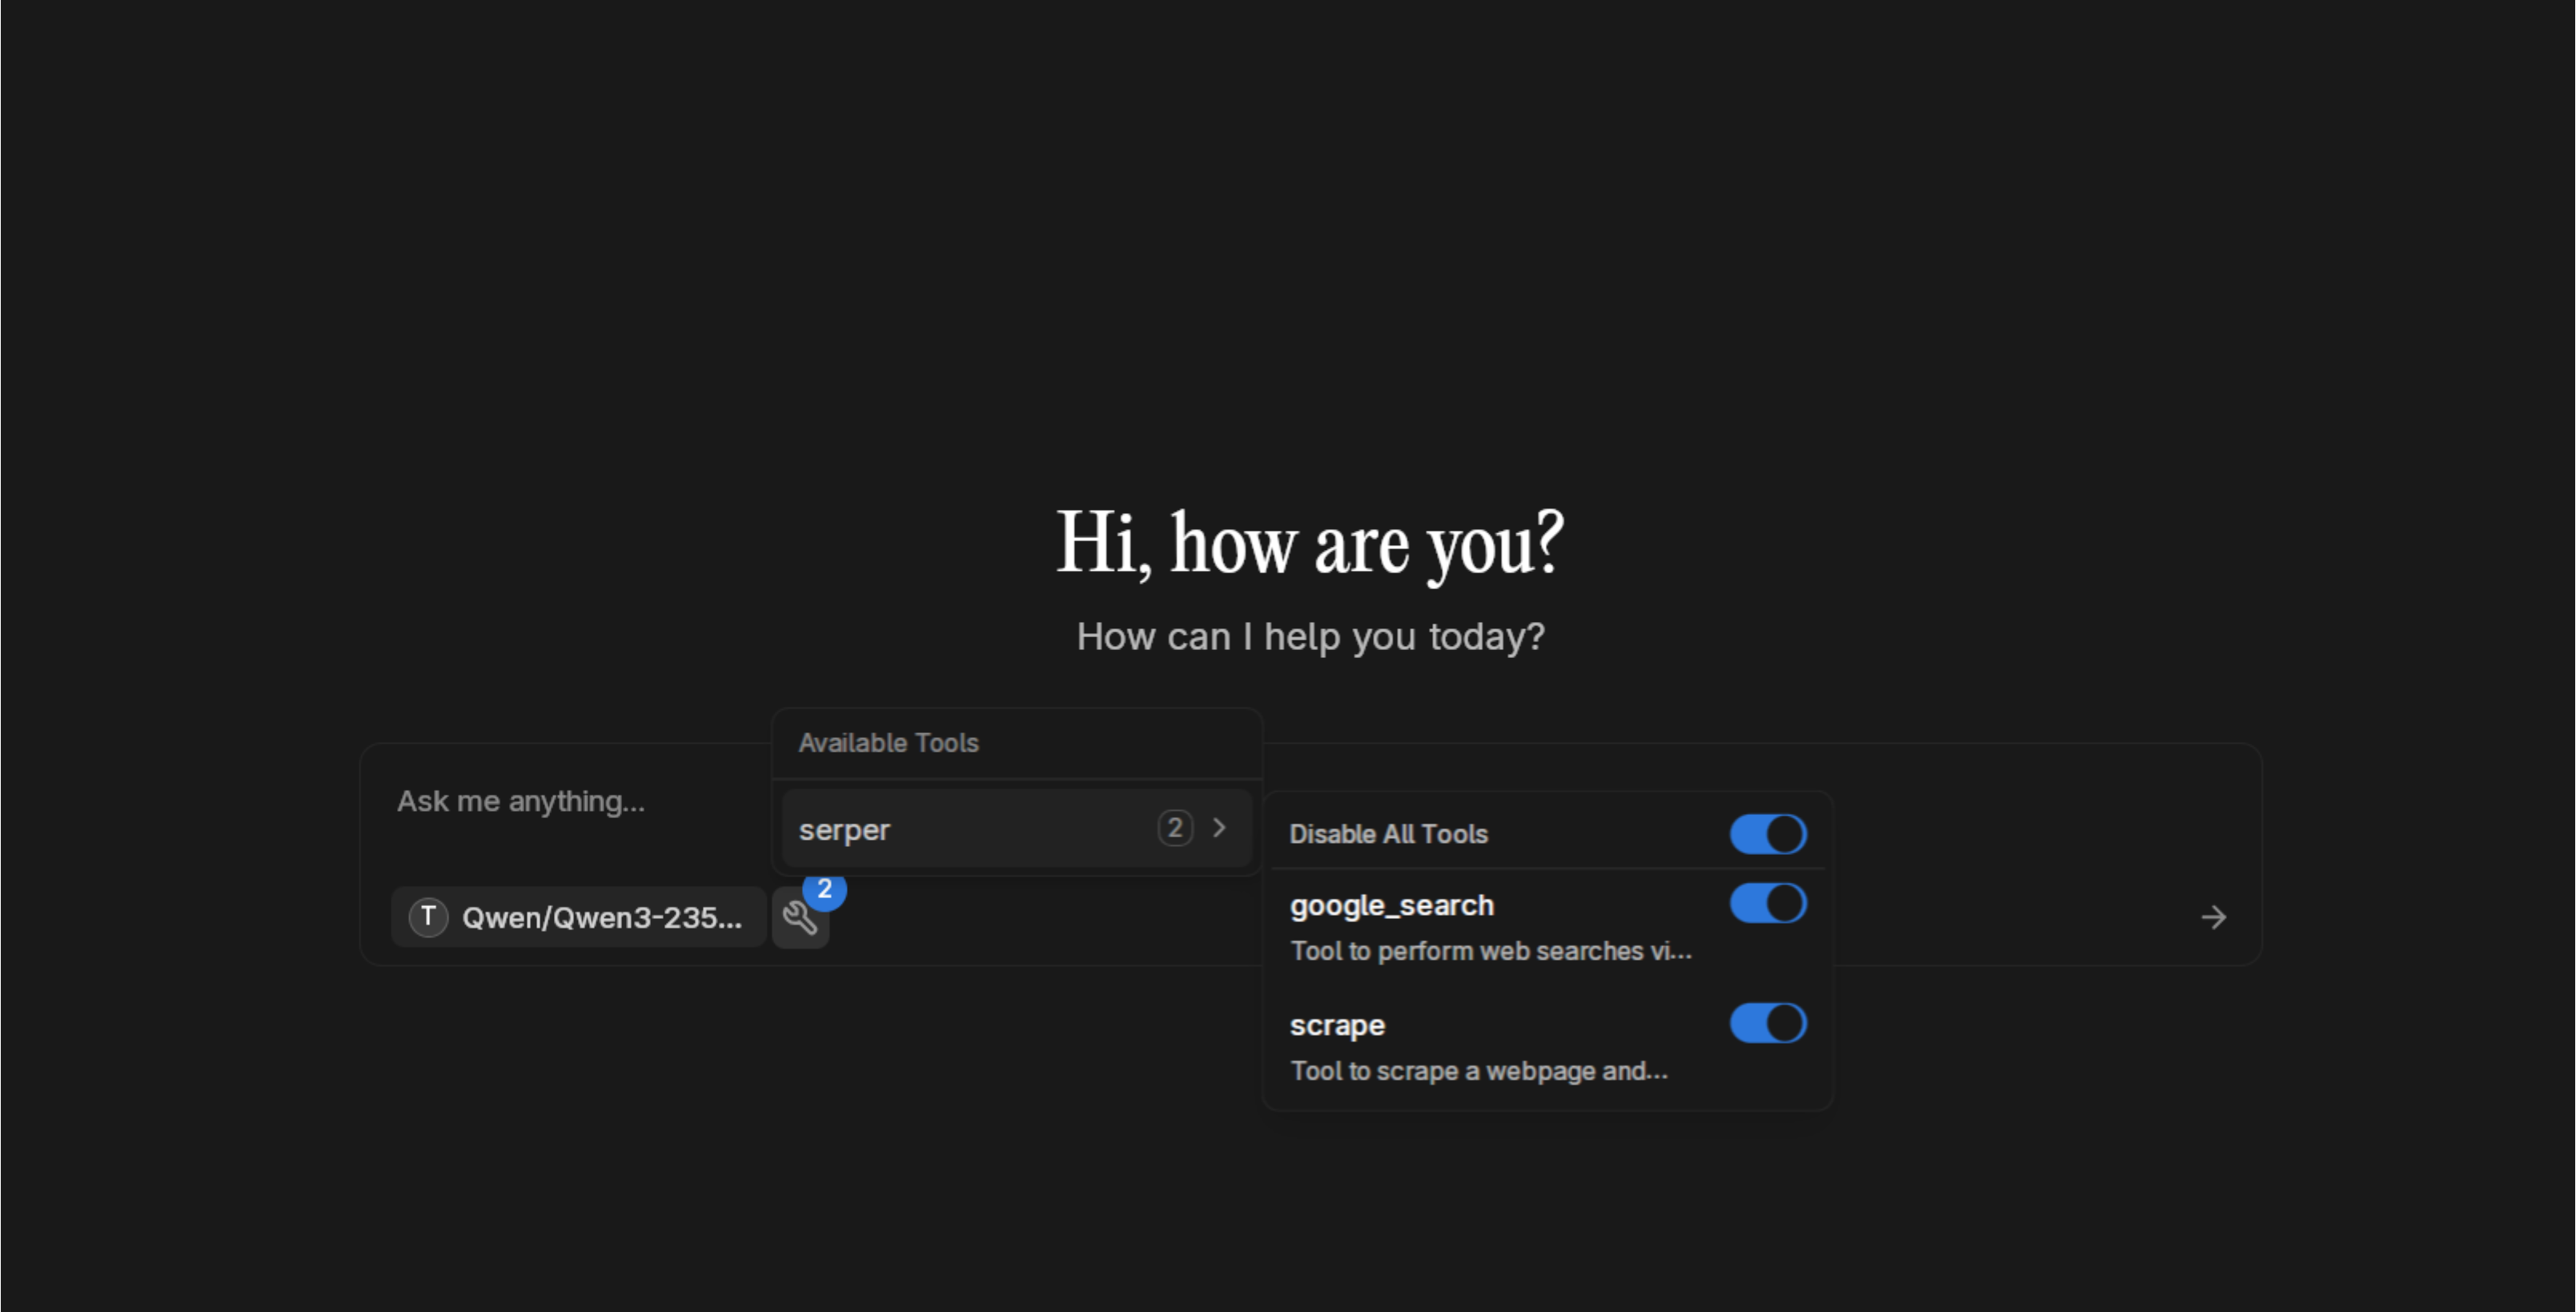 Hi, how are you?
How can I help you today?
Available Tools
Ask me anything...
serper 2
Disable All Tools
google_search
Tool to perform web searches vi...
scrape
Tool to scrape a webpage and...
2
T Qwen/Qwen3-235...